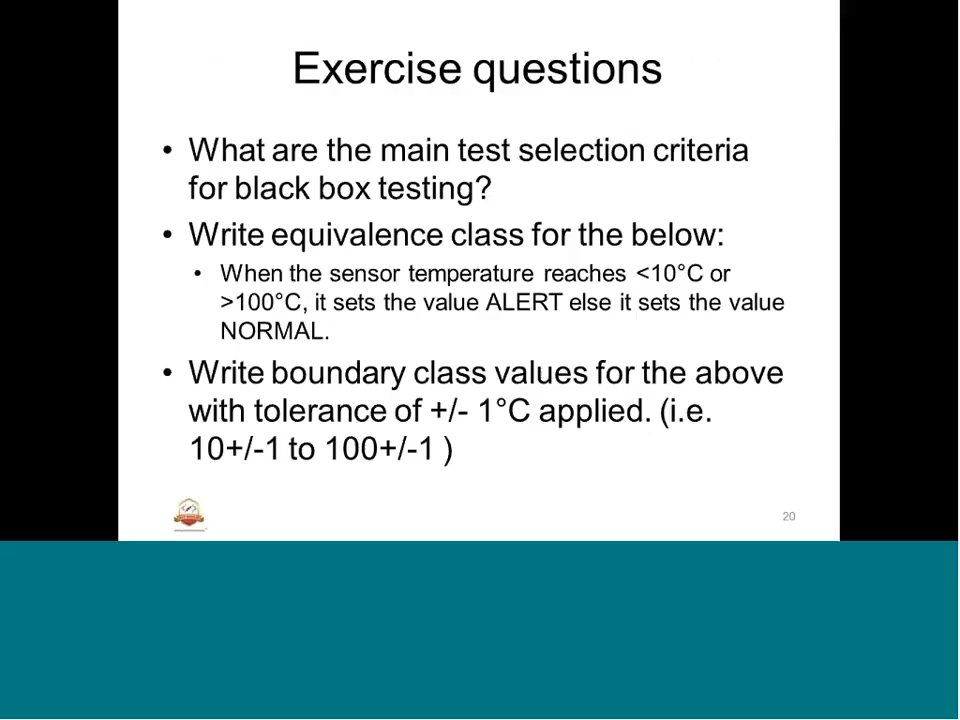 Exercise questions
• What are the main test selection criteria
for black box testing?
• Write equivalence class for the below:
• When the sensor temperature reaches <10°C or
>100°C, it sets the value ALERT else it sets the value
NORMAL.
• Write boundary class values for the above
with tolerance of +/- 1°C applied. (i.e.
10+/-1 to 100+/-1 )
20